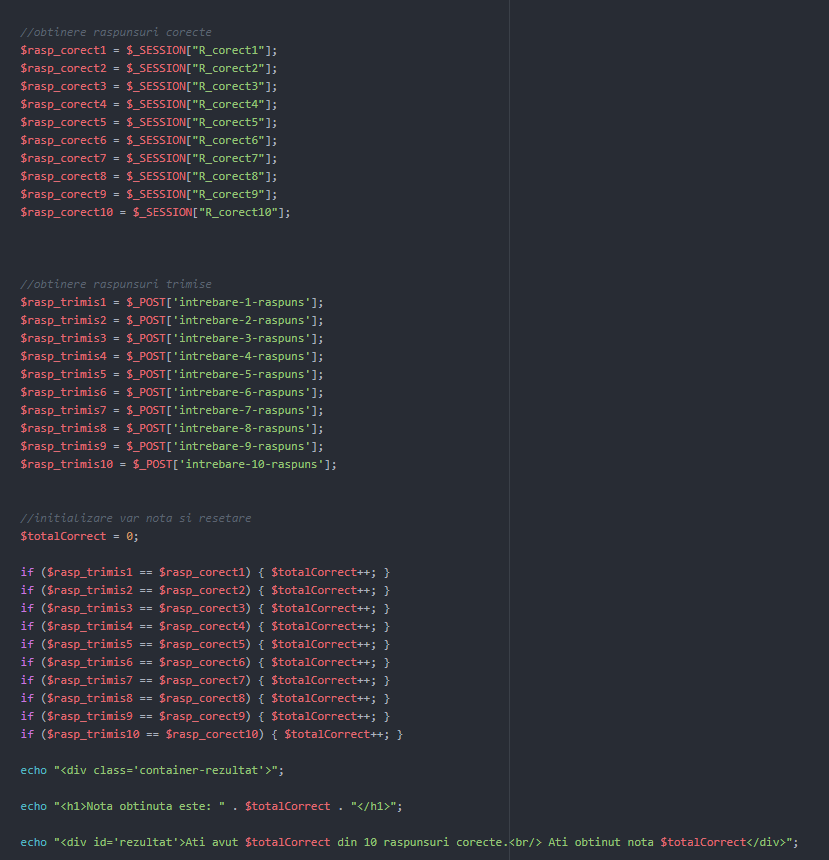 //obtinere raspunsuri corecte
$rasp_corect1 = $_SESSION["R_corect1"];
$rasp_corect2 = $_SESSION["R_corect2"];
$rasp_corect3 = $_SESSION["R_corect3"];
$rasp_corect4 = $_SESSION["R_corect4"];
$rasp_corect5 = $_SESSION["R_corect5"];
$rasp_corect6 = $_SESSION["R_corect6"];
$rasp_corect7 = $_SESSION["R_corect7"];
$rasp_corect8 = $_SESSION["R_corect8"];
$rasp_corect9 = $_SESSION["R_corect9"];
$rasp_corect10 = $_SESSION["R_corect10"];
//obtinere raspunsuri trimise
$rasp_trimis1 = $_POST['intrebare-1-raspuns'];
$rasp_trimis2 = $_POST['intrebare-2-raspuns'];
$rasp_trimis3 = $_POST['intrebare-3-raspuns'];
$rasp_trimis4 = $_POST['intrebare-4-raspuns'];
$rasp_trimis5 = $_POST['intrebare-5-raspuns'];
$rasp_trimis6 = $_POST['intrebare-6-raspuns'];
$rasp_trimis7 = $_POST['intrebare-7-raspuns'];
$rasp_trimis8 = $_POST['intrebare-8-raspuns'];
$rasp_trimis9 = $_POST['intrebare-9-raspuns'];
$rasp_trimis10 = $_POST['intrebare-10-raspuns'];
//initializare var nota si resetare
$totalCorrect = 0;
if ($rasp_trimis1 == $rasp_corect1) { $totalCorrect++; }
if ($rasp_trimis2 == $rasp_corect2) { $totalCorrect++; }
if ($rasp_trimis3 == $rasp_corect3) { $totalCorrect++; }
if ($rasp_trimis4 == $rasp_corect4) { $totalCorrect++; }
if ($rasp_trimis5 == $rasp_corect5) { $totalCorrect++; }
if ($rasp_trimis6 == $rasp_corect6) { $totalCorrect++; }
if ($rasp_trimis7 == $rasp_corect7) { $totalCorrect++; }
if ($rasp_trimis8 == $rasp_corect8) { $totalCorrect++; }
if ($rasp_trimis9 == $rasp_corect9) { $totalCorrect++; }
if ($rasp_trimis10 == $rasp_corect10) { $totalCorrect++; }
echo "<div class='container-rezultat'>";
echo "<h1>Nota obtinuta este: " . $totalCorrect . "</h1>";
echo "<div id='rezultat'>Ati avut $totalCorrect din 10 raspunsuri corecte.<br/> Ati obtinut nota $totalCorrect</div>";